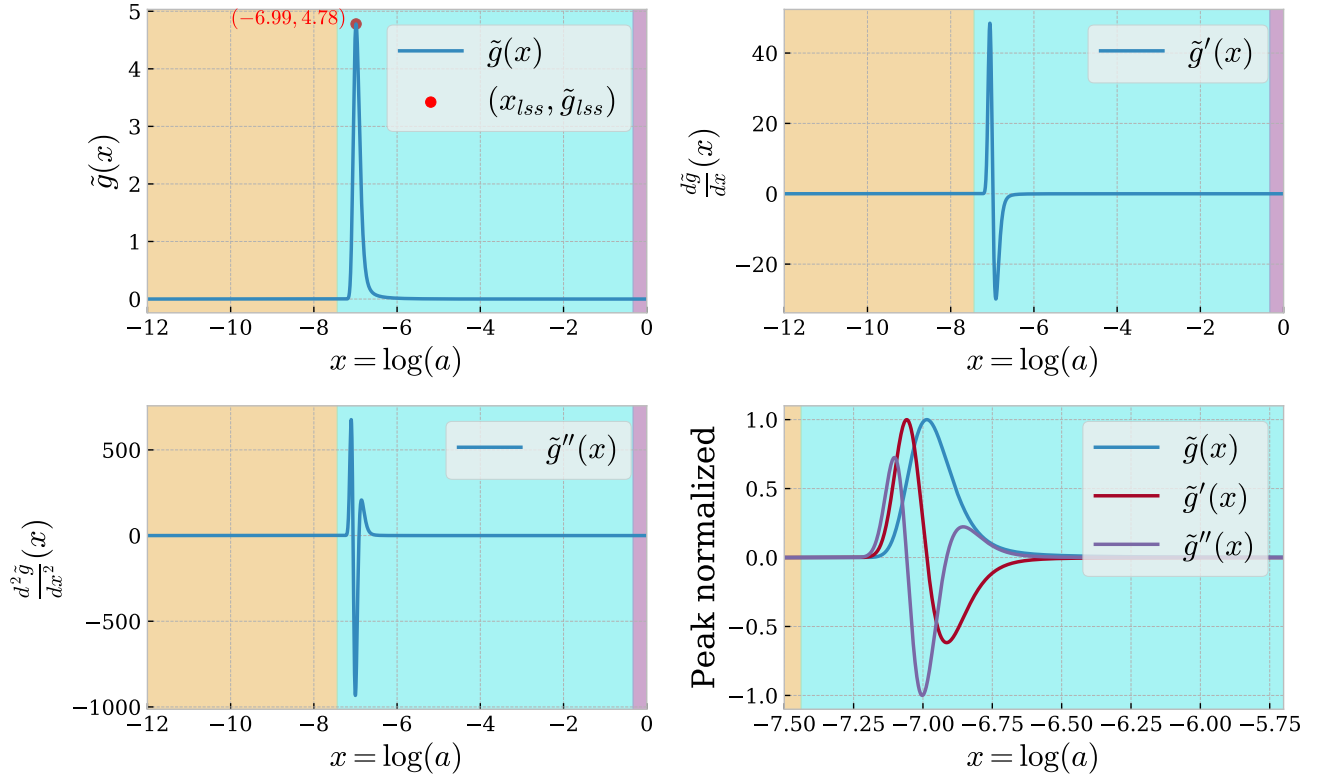 (−6.99, 4.78)
g̃(x)
(x_lss, g̃_lss)
5
4
3
2
1
0
g̃(x)
−12 −10 −8 −6 −4 −2 0
x = log(a)
g̃′(x)
40
20
0
−20
dg̃/dx (x)
−12 −10 −8 −6 −4 −2 0
x = log(a)
g̃′′(x)
500
0
−500
−1000
d²g̃/dx² (x)
−12 −10 −8 −6 −4 −2 0
x = log(a)
g̃(x)
g̃′(x)
g̃′′(x)
1.0
0.5
0.0
−0.5
−1.0
Peak normalized
−7.50 −7.25 −7.00 −6.75 −6.50 −6.25 −6.00 −5.75
x = log(a)